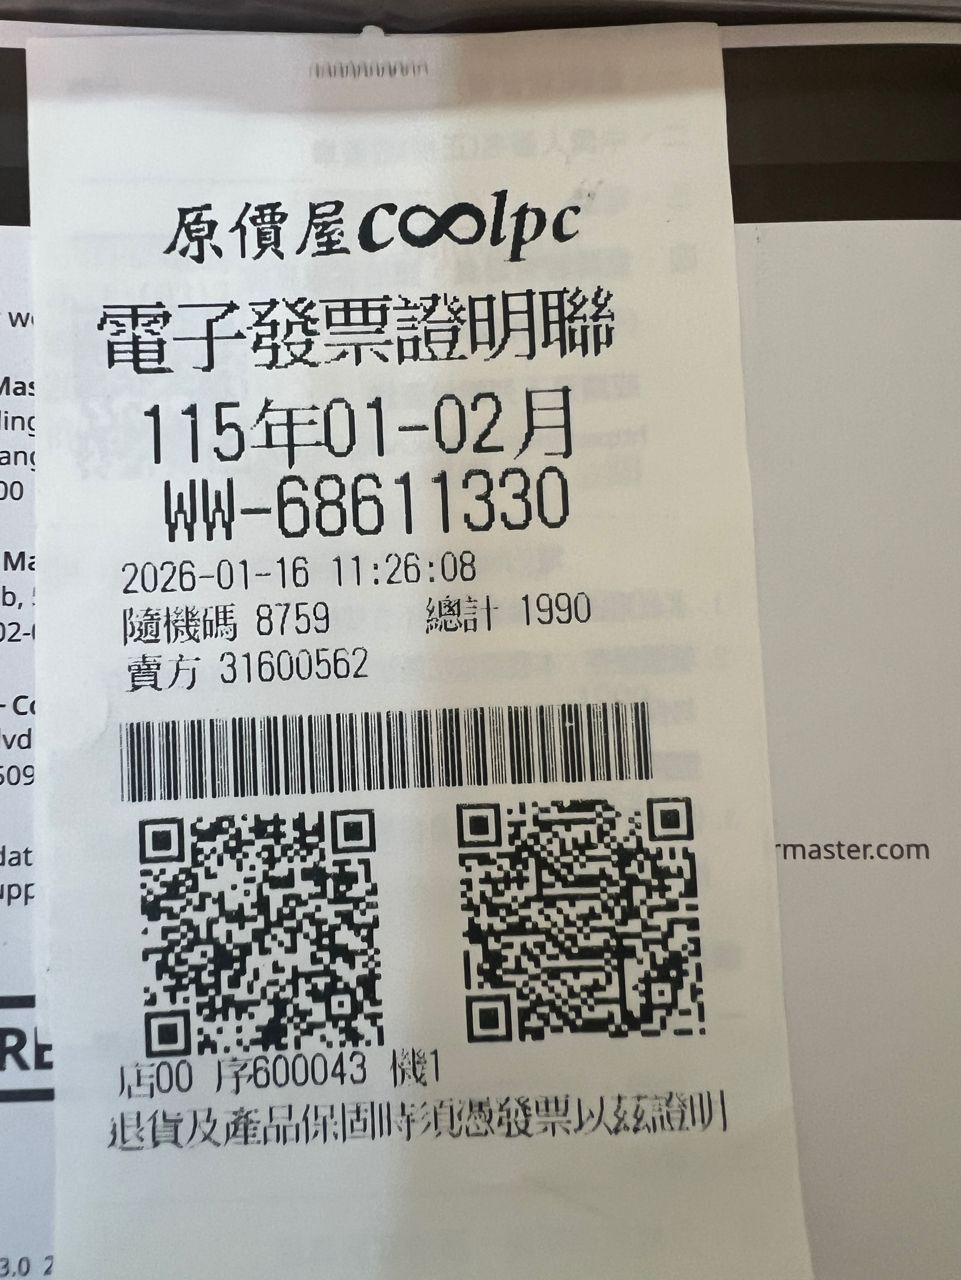 原價屋coolpc
電子發票證明聯
115年01-02月
WW-68611330
2026-01-16 11:26:08
隨機碼 8759 總計 1990
賣方 31600562
店00 序600043 機1
退貨及產品保固時須憑發票以茲證明
rmaster.com